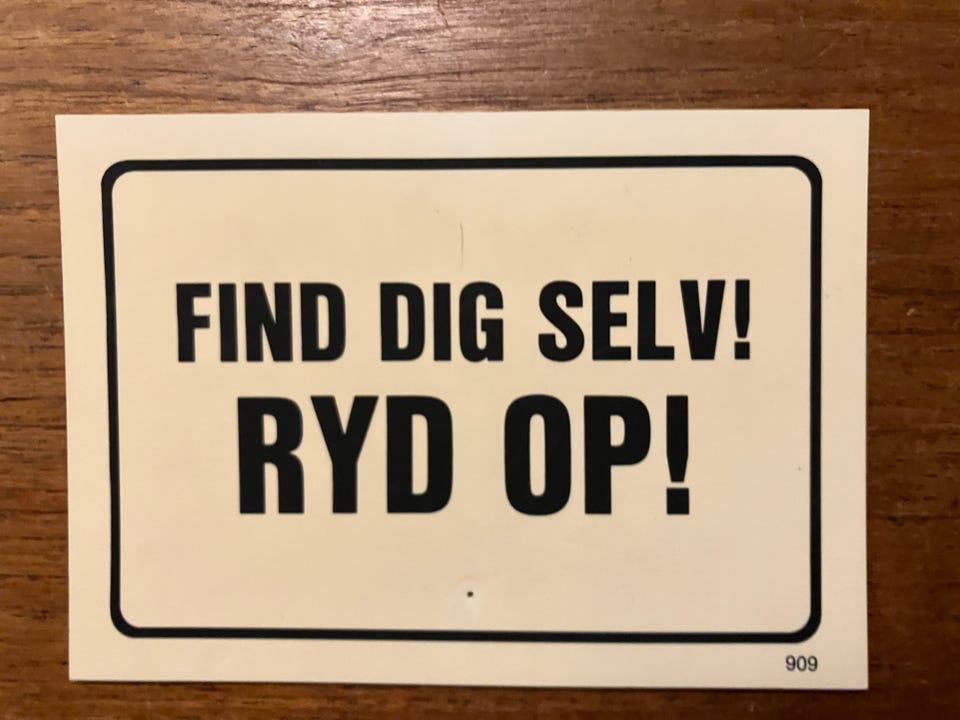 FIND DIG SELV!
RYD OP!
909